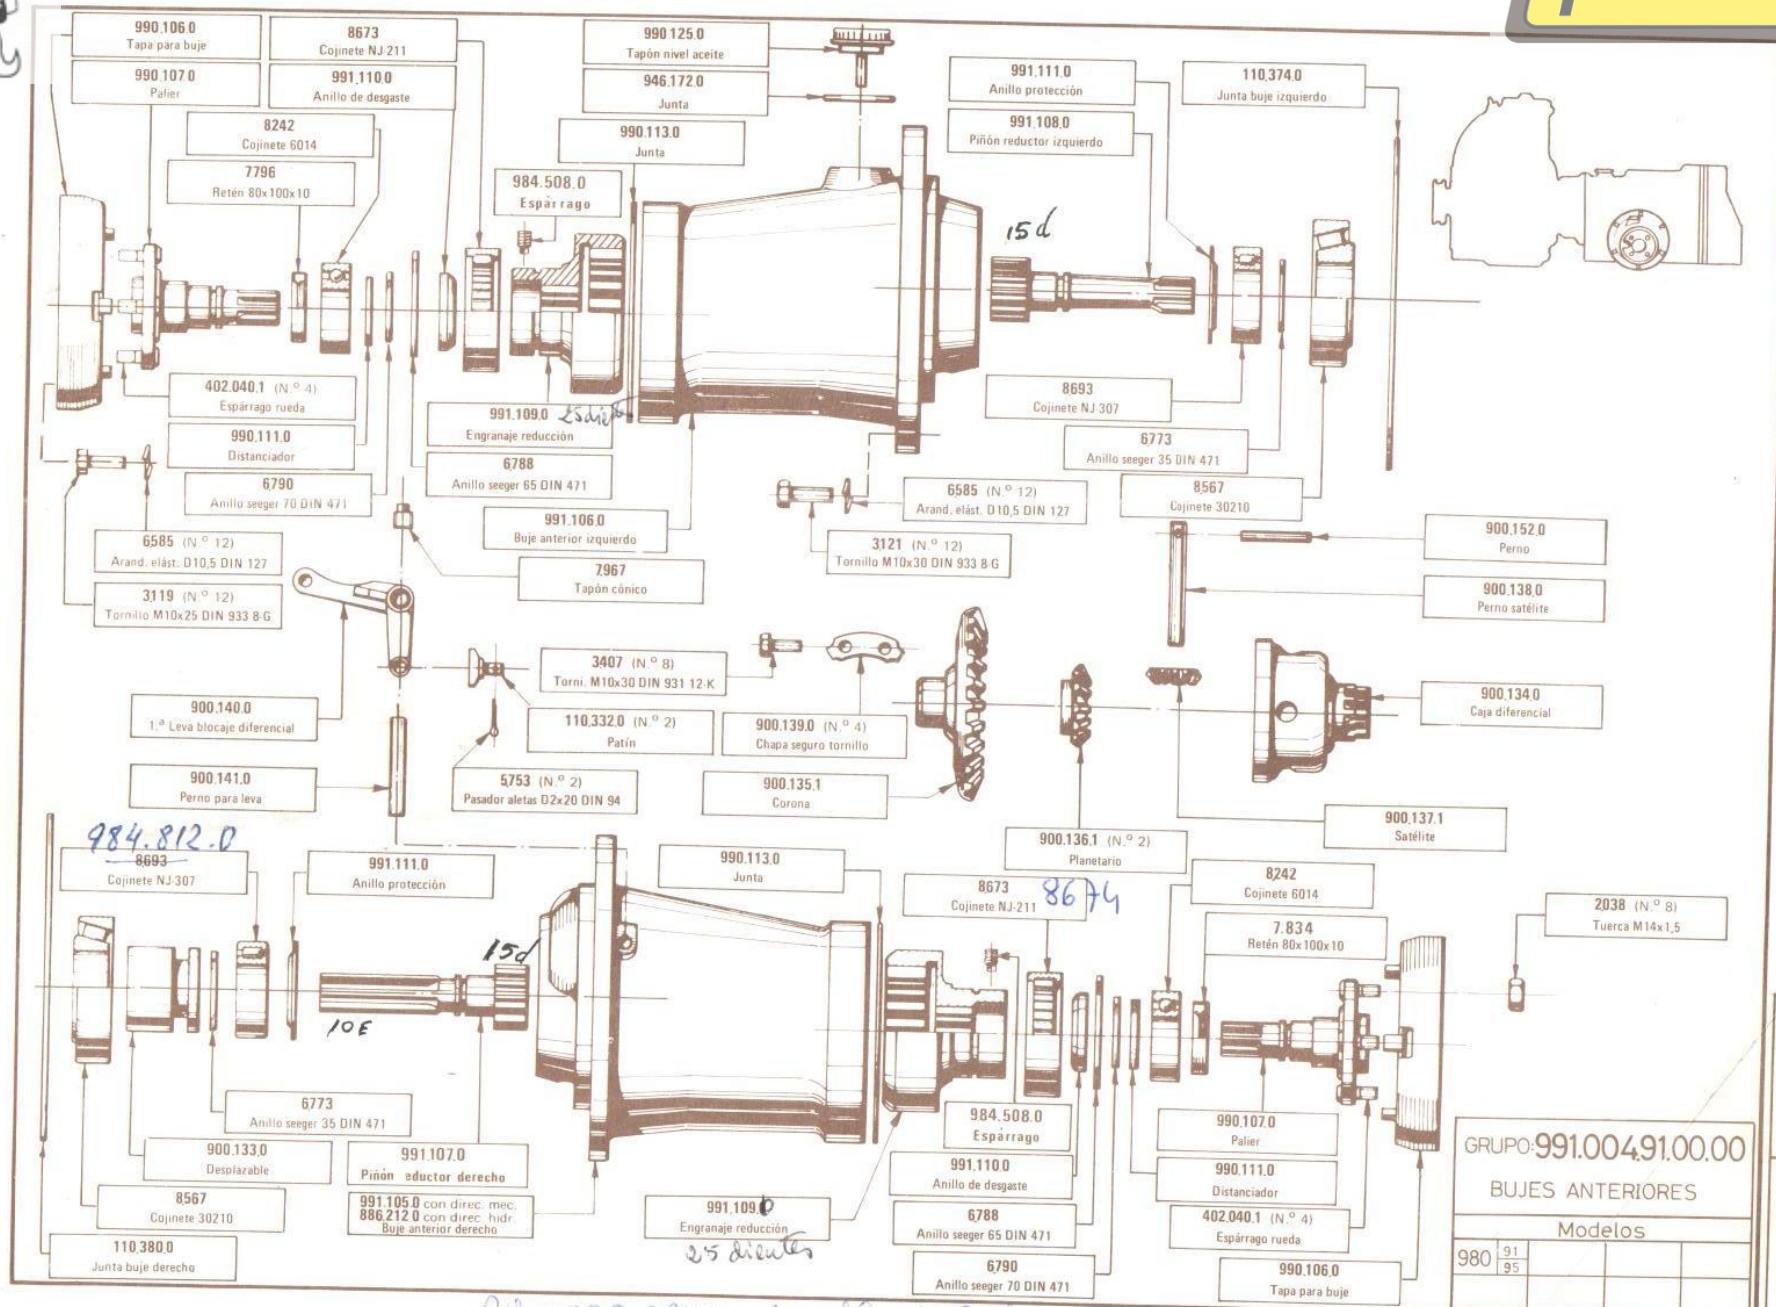 990.106.0
Tapa para buje
990.107.0
Palier
8673
Cojinete NJ-211
991.110.0
Anillo de desgaste
8242
Cojinete 6014
7796
Retén 80x100x10
990.125.0
Tapón nivel aceite
946.172.0
Junta
990.113.0
Junta
984.508.0
Espárrago
991.111.0
Anillo protección
991.108.0
Piñón reductor izquierdo
110.374.0
Junta buje izquierdo
15d
402.040.1 (N.º 4)
Espárrago rueda
990.111.0
Distanciador
6790
Anillo seeger 70 DIN 471
991.109.0
Engranaje reducción
6788
Anillo seeger 65 DIN 471
991.106.0
Buje anterior izquierdo
7967
Tapón cónico
8693
Cojinete NJ 307
6773
Anillo seeger 35 DIN 471
8567
Cojinete 30210
6585 (N.º 12)
Arand. elást. D10,5 DIN 127
3121 (N.º 12)
Tornillo M10x30 DIN 933 8-G
6585 (N.º 12)
Arand. elást. D10,5 DIN 127
3119 (N.º 12)
Tornillo M10x25 DIN 933 8-G
900.152.0
Perno
900.138.0
Perno satélite
3407 (N.º 8)
Torni. M10x30 DIN 931 12-K
110.332.0 (N.º 2)
Patín
5753 (N.º 2)
Pasador aletas D2x20 DIN 94
900.139.0 (N.º 4)
Chapa seguro tornillo
900.135.1
Corona
900.140.0
1.ª Leva blocaje diferencial
900.141.0
Perno para leva
900.134.0
Caja diferencial
900.137.1
Satélite
900.136.1 (N.º 2)
Planetario
984.812.0
8693
Cojinete NJ-307
991.111.0
Anillo protección
990.113.0
Junta
8673
Cojinete NJ-211
8674
8242
Cojinete 6014
7.834
Retén 80x100x10
2038 (N.º 8)
Tuerca M14x1,5
15d
10E
6773
Anillo seeger 35 DIN 471
900.133.0
Desplazable
8567
Cojinete 30210
110.380.0
Junta buje derecho
991.107.0
Piñón eductor derecho
991.105.0 con direc. mec.
886.212.0 con direc. hidr.
Buje anterior derecho
991.109.0
Engranaje reducción
25 dientes
984.508.0
Espárrago
991.110.0
Anillo de desgaste
6788
Anillo seeger 65 DIN 471
6790
Anillo seeger 70 DIN 471
990.107.0
Palier
990.111.0
Distanciador
402.040.1 (N.º 4)
Espárrago rueda
990.106.0
Tapa para buje
GRUPO: 991.004.91.00.00
BUJES ANTERIORES
Modelos
980 91
95